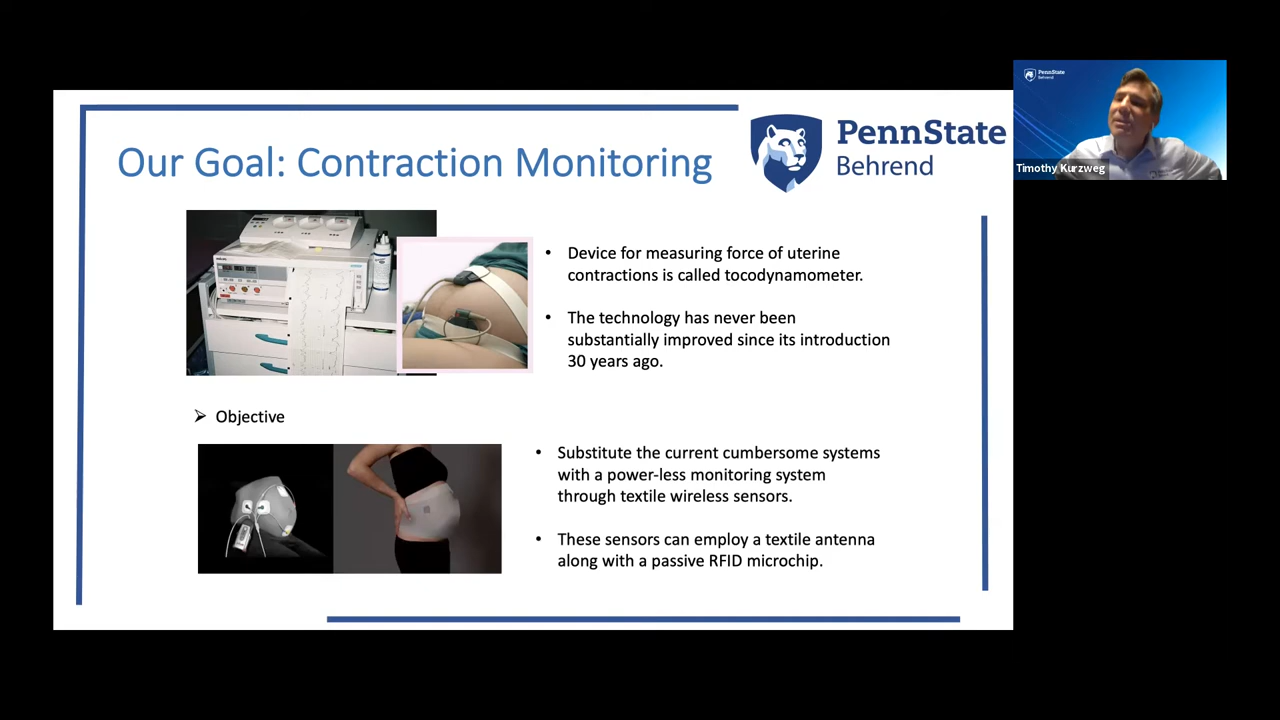 Our Goal: Contraction Monitoring
PennState
Behrend
PennState
Behrend
Timothy Kurzweg
• Device for measuring force of uterine
contractions is called tocodynamometer.
• The technology has never been
substantially improved since its introduction
30 years ago.
➢ Objective
• Substitute the current cumbersome systems
with a power-less monitoring system
through textile wireless sensors.
• These sensors can employ a textile antenna
along with a passive RFID microchip.